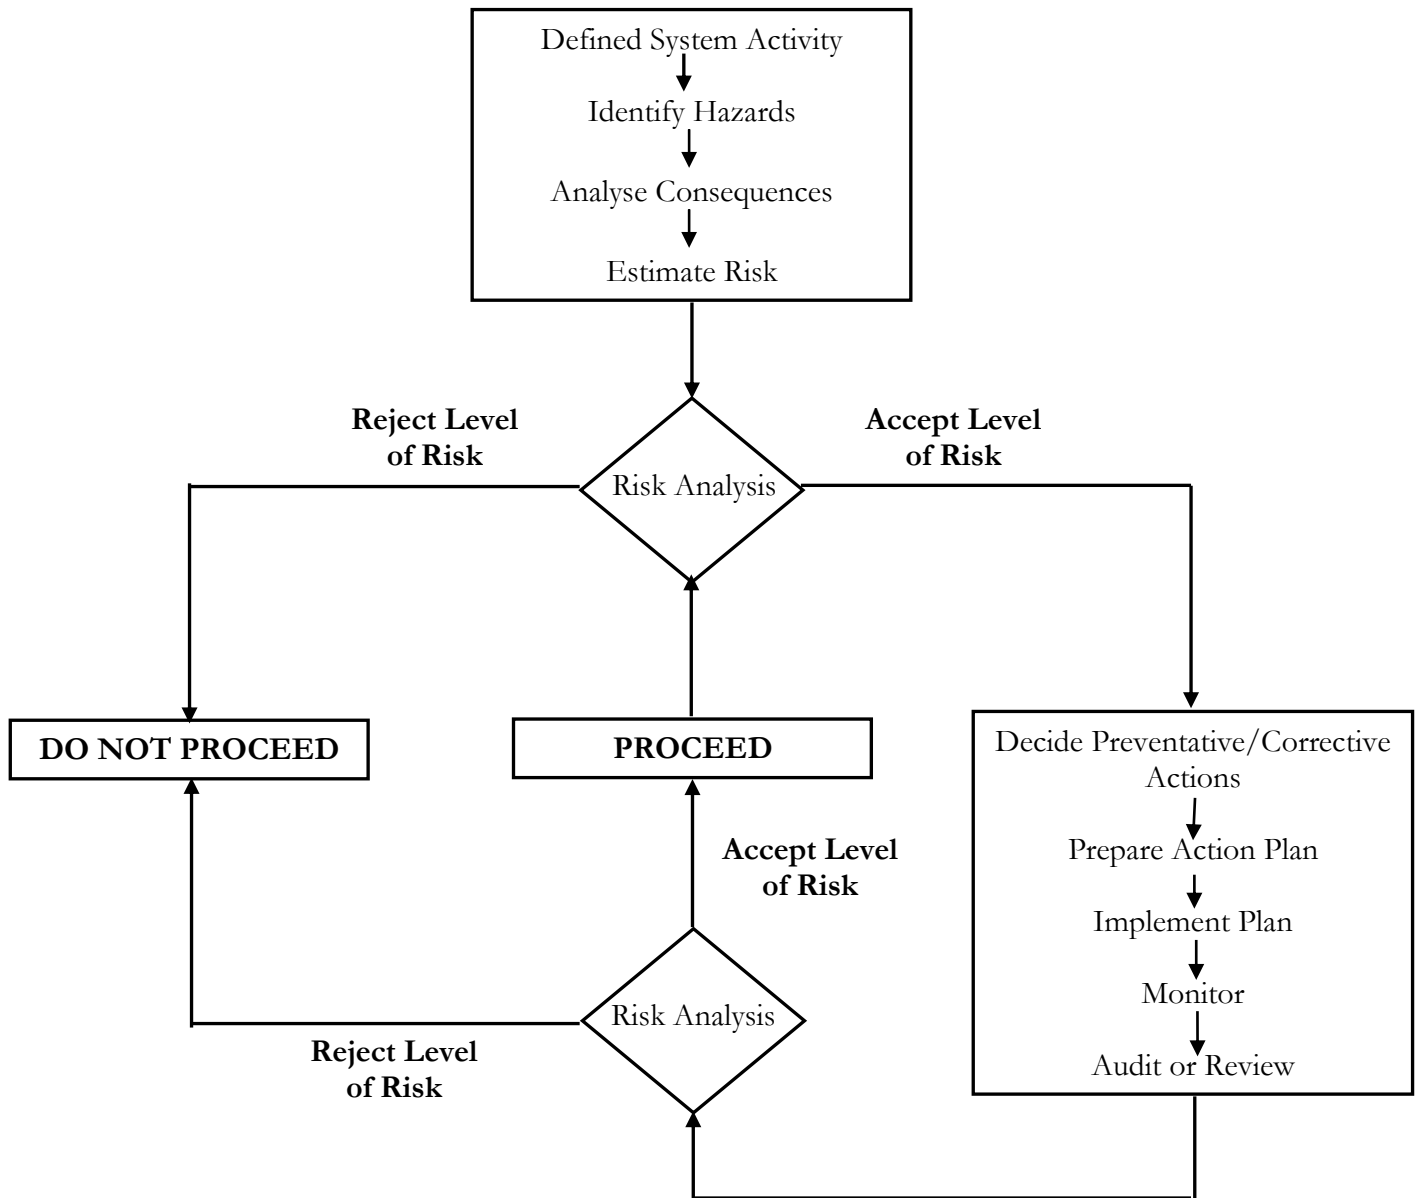 Defined System Activity
Identify Hazards
Analyse Consequences
Estimate Risk
Reject Level
of Risk
Accept Level
of Risk
Risk Analysis
DO NOT PROCEED
PROCEED
Decide Preventative/Corrective
Actions
Prepare Action Plan
Implement Plan
Monitor
Audit or Review
Accept Level
of Risk
Risk Analysis
Reject Level
of Risk